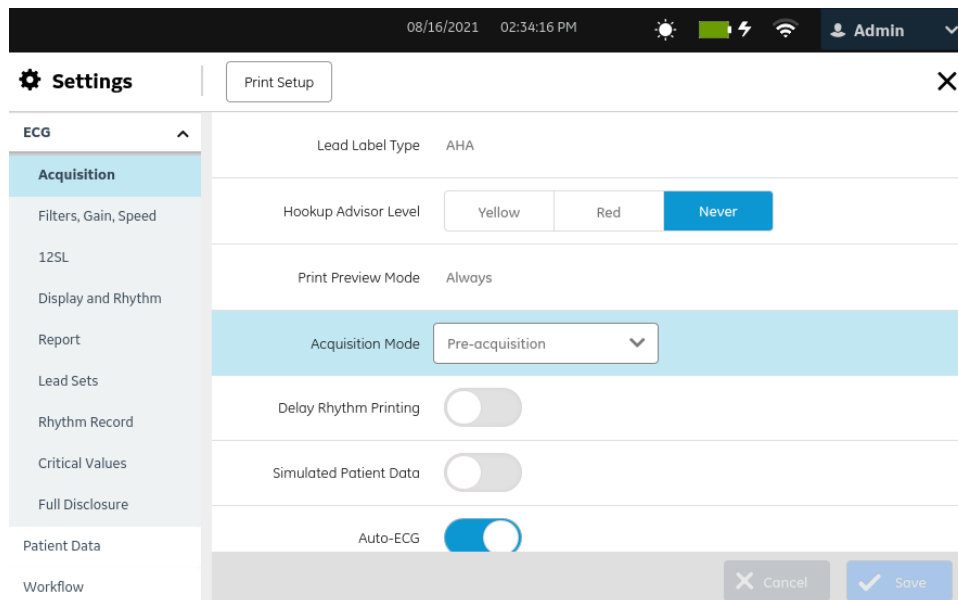 08/16/2021 02:34:16 PM Admin
Settings Print Setup
ECG
Acquisition
Filters, Gain, Speed
12SL
Display and Rhythm
Report
Lead Sets
Rhythm Record
Critical Values
Full Disclosure
Patient Data
Workflow
Lead Label Type AHA
Hookup Advisor Level Yellow Red Never
Print Preview Mode Always
Acquisition Mode Pre-acquisition
Delay Rhythm Printing
Simulated Patient Data
Auto-ECG
Cancel Save